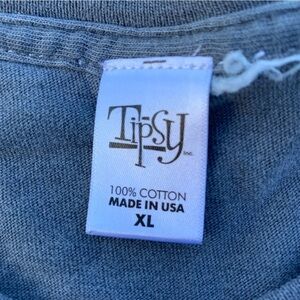 Tipsy Inc.
100% COTTON
MADE IN USA
XL